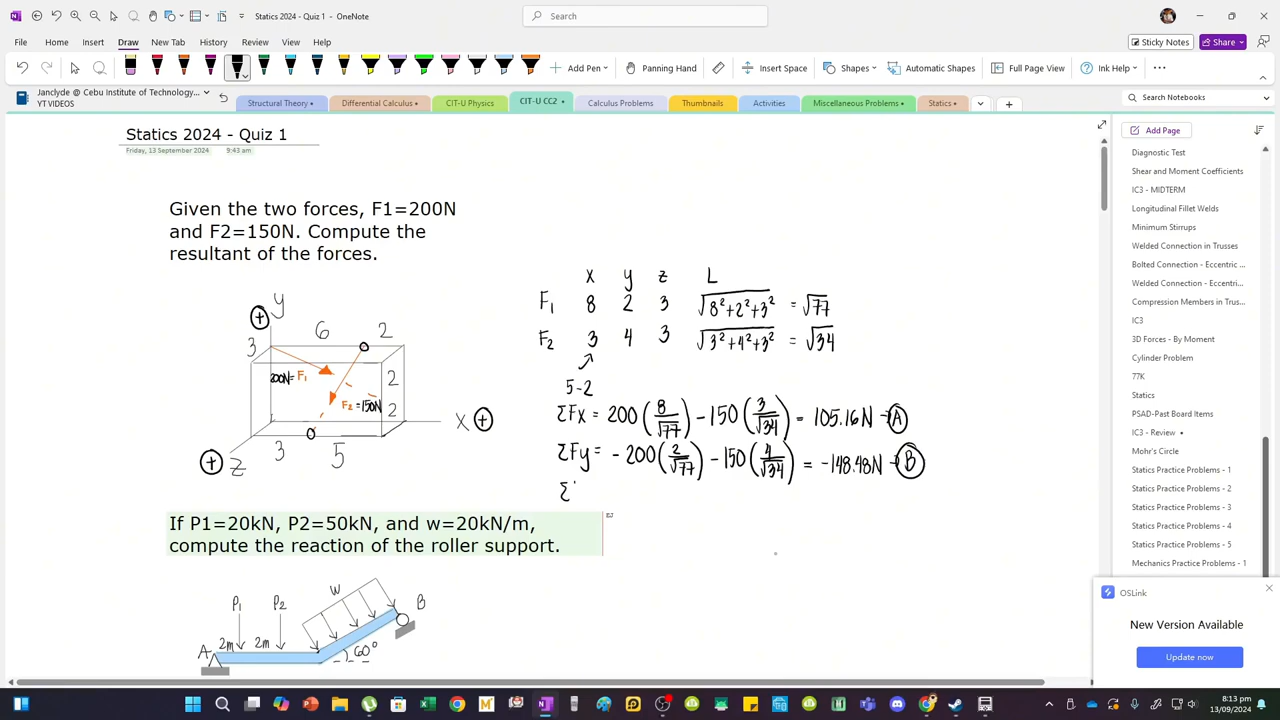 Statics 2024 - Quiz 1 - OneNote
Search
File Home Insert Draw New Tab History Review View Help
Sticky Notes Share
Add Pen Panning Hand Insert Space Shapes Automatic Shapes Full Page View Ink Help
Janclyde @ Cebu Institute of Technology...
YT VIDEOS
Structural Theory Differential Calculus CIT-U Physics CIT-U CC2 Calculus Problems Thumbnails Activities Miscellaneous Problems Statics
Search Notebooks
Add Page
Statics 2024 - Quiz 1
Friday, 13 September 2024 9:43 am
Given the two forces, F1=200N
and F2=150N. Compute the
resultant of the forces.
y
+
6 2
3
200N= F₁
2
F₂ =150N
2
X +
+ Z
3 5
x y z L
F₁ 8 2 3 √8²+2²+3² = √77
F₂ 3 4 3 √3²+4²+3² = √34
5-2
ΣFx = 200(8/√77) -150(3/√34) = 105.16N → A
ΣFy = -200(2/√77) -150(4/√34) = -148.48N → B
Σ
If P1=20kN, P2=50kN, and w=20kN/m,
compute the reaction of the roller support.
P₁ P₂ W B
A 2m 2m 60°
Diagnostic Test
Shear and Moment Coefficients
IC3 - MIDTERM
Longitudinal Fillet Welds
Minimum Stirrups
Welded Connection in Trusses
Bolted Connection - Eccentric ...
Welded Connection - Eccentric...
Compression Members in Trus...
IC3
3D Forces - By Moment
Cylinder Problem
77K
Statics
PSAD-Past Board Items
IC3 - Review
Mohr's Circle
Statics Practice Problems - 1
Statics Practice Problems - 2
Statics Practice Problems - 3
Statics Practice Problems - 4
Statics Practice Problems - 5
Mechanics Practice Problems - 1
OSLink
New Version Available
Update now
8:13 pm
13/09/2024